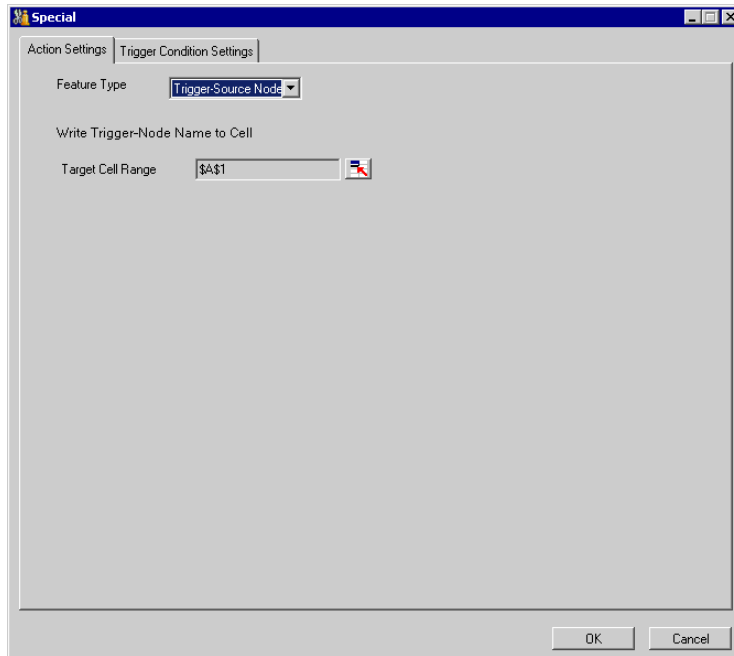 Special
Action Settings Trigger Condition Settings
Feature Type Trigger-Source Node
Write Trigger-Node Name to Cell
Target Cell Range $A$1
OK Cancel